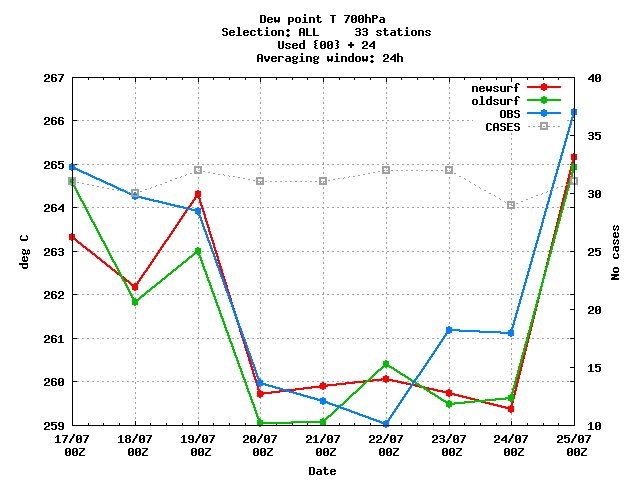 Dew point T 700hPa
Selection: ALL     33 stations
Used {00} + 24
Averaging window: 24h
newsurf
oldsurf
OBS
CASES
267
266
265
264
263
262
261
260
259
40
35
30
25
20
15
10
deg C
No cases
17/07 18/07 19/07 20/07 21/07 22/07 23/07 24/07 25/07
00Z 00Z 00Z 00Z 00Z 00Z 00Z 00Z 00Z
Date